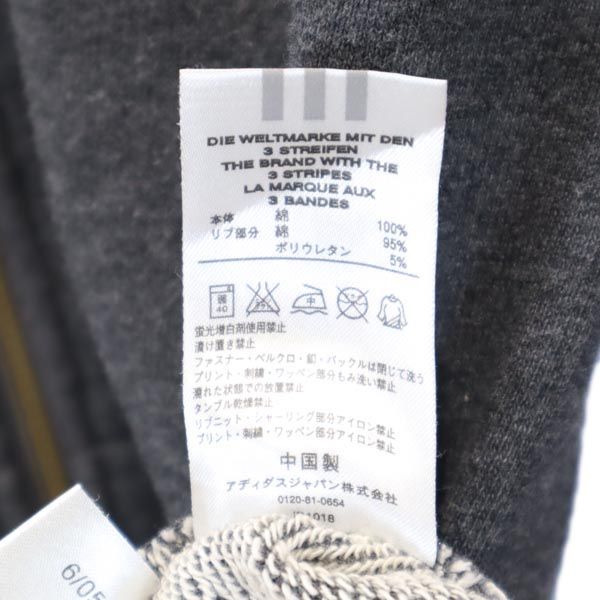 DIE WELTMARKE MIT DEN
3 STREIFEN
THE BRAND WITH THE
3 STRIPES
LA MARQUE AUX
3 BANDES
本体 綿 100%
リブ部分 綿 95%
ポリウレタン 5%
弱
40
中
蛍光増白剤使用禁止
漬け置き禁止
ファスナー・ベルクロ・釦・バックルは閉じて洗う
プリント・刺繍・ワッペン部分もみ洗い禁止
濡れた状態での放置禁止
タンブル乾燥禁止
リブニット・シャーリング部分アイロン禁止
プリント・刺繍・ワッペン部分アイロン禁止
中国製
アディダスジャパン株式会社
0120-81-0654
6/05